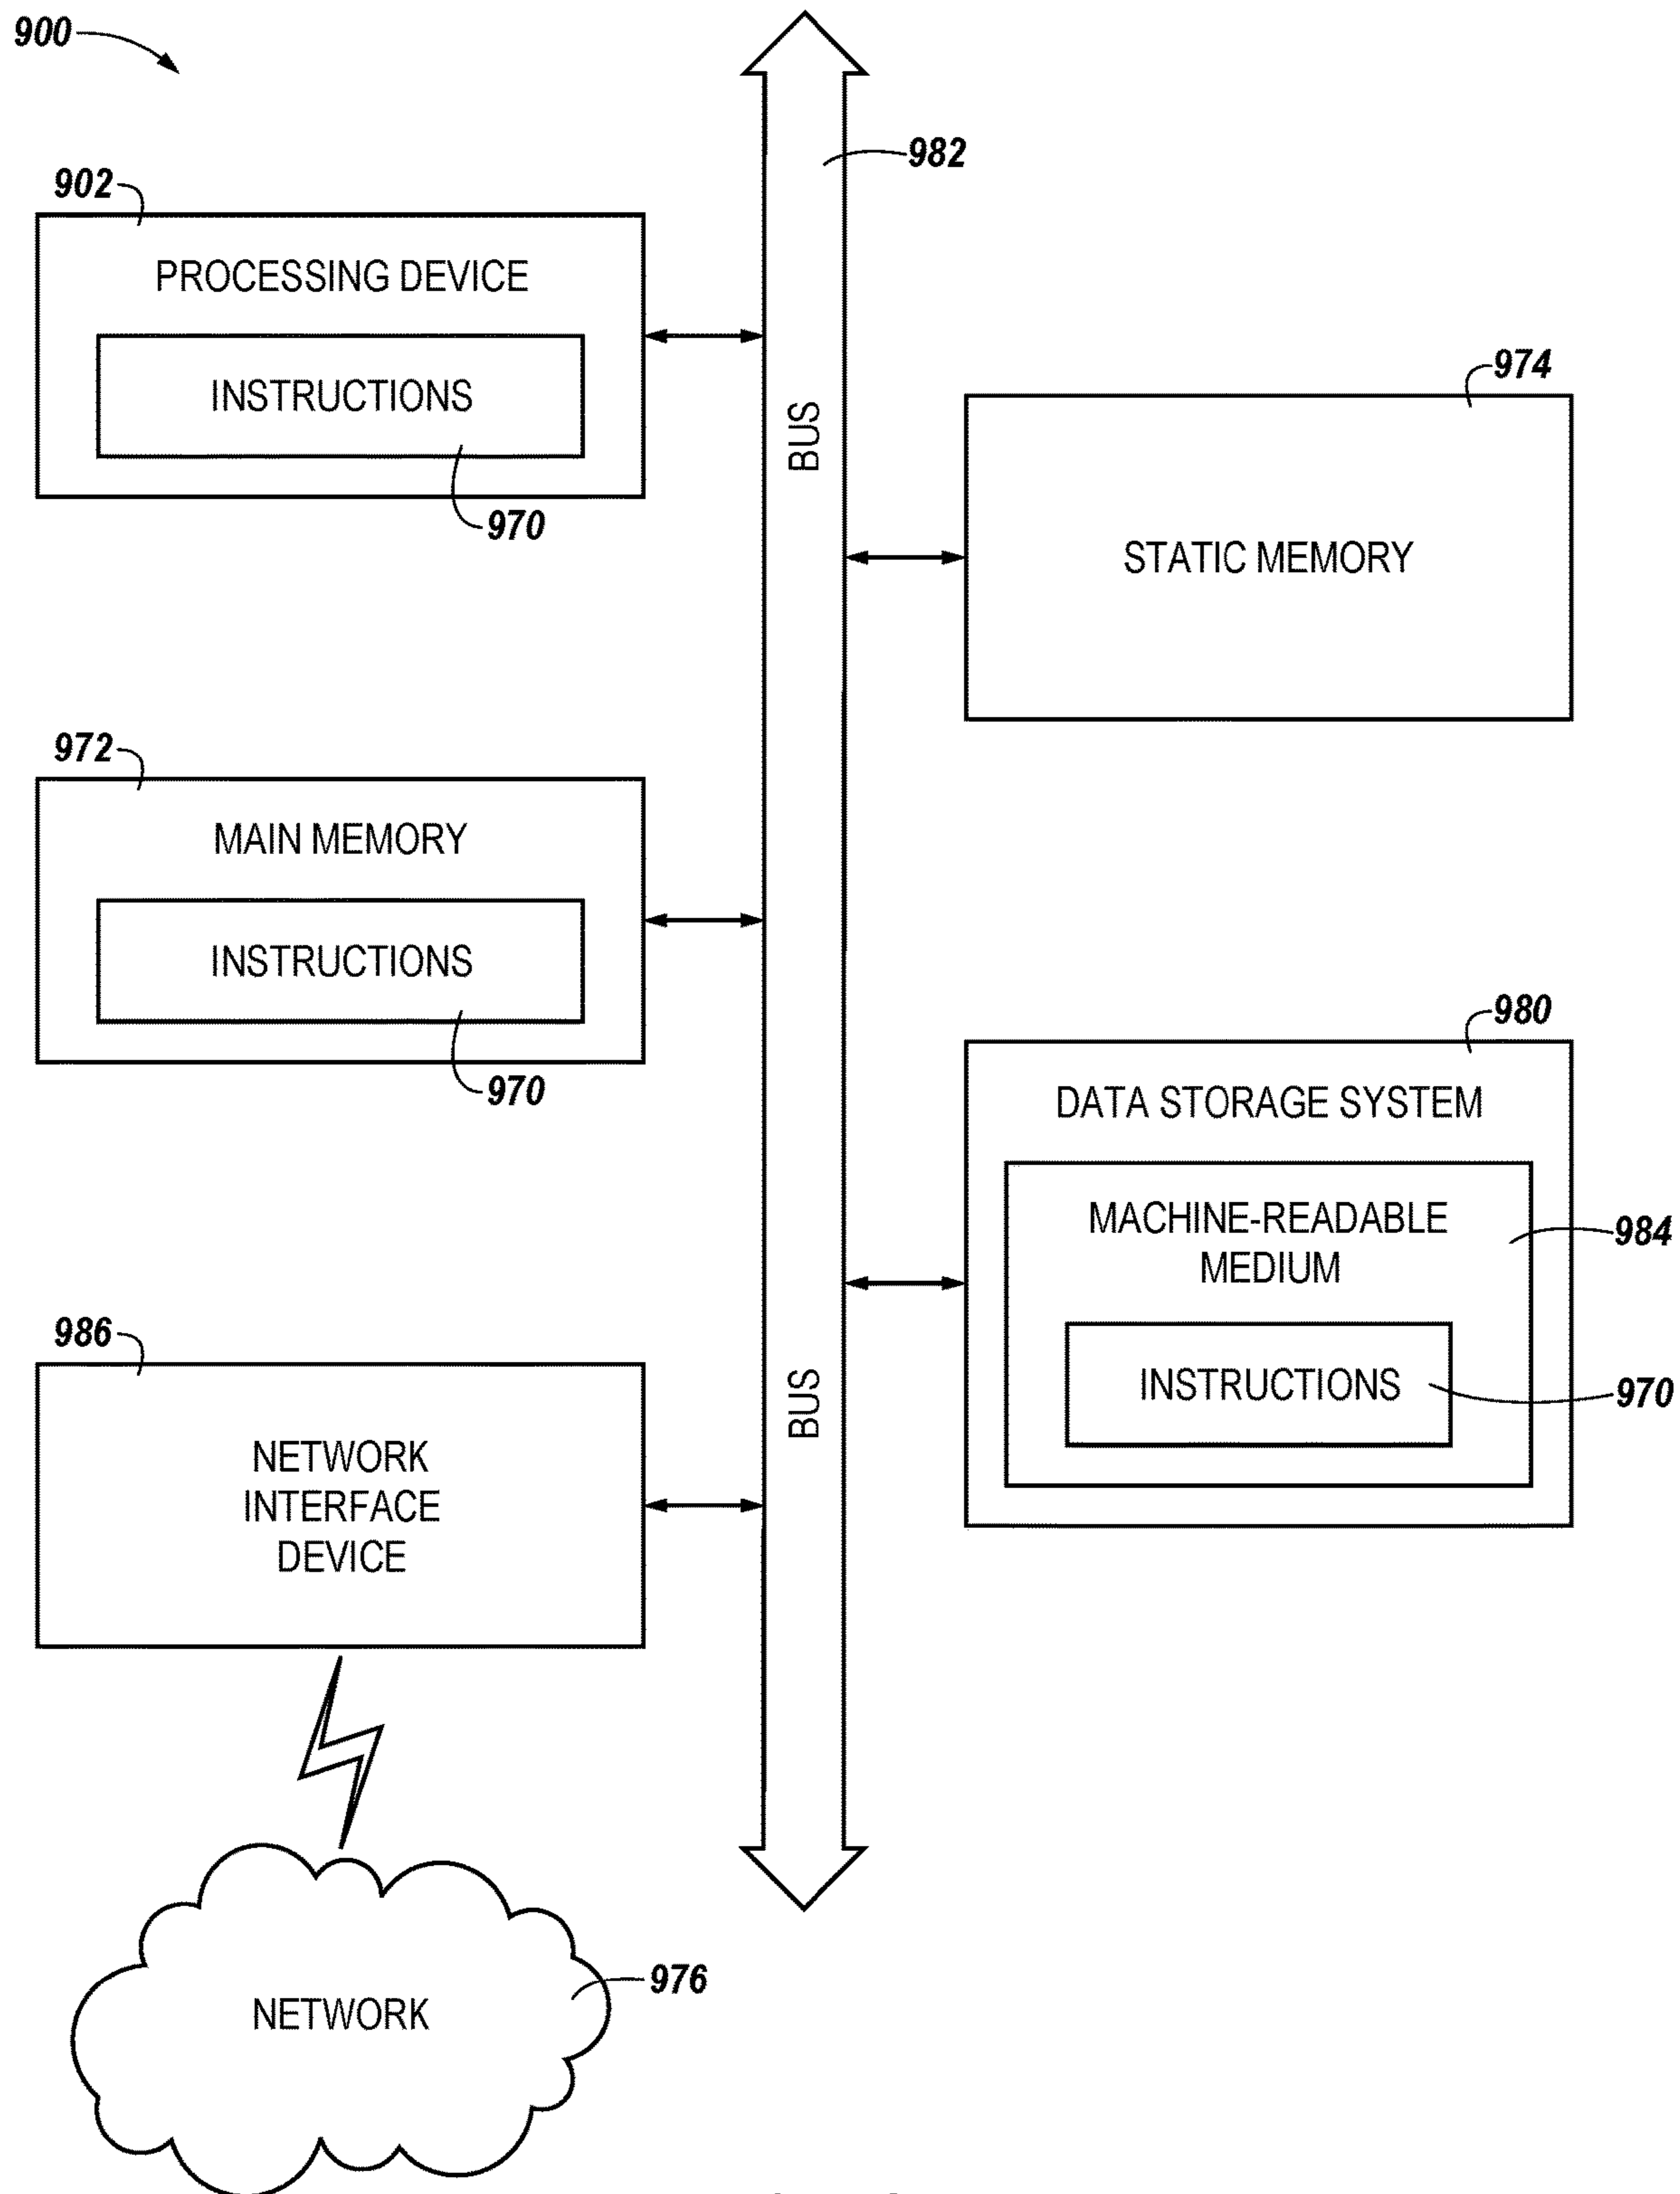 900
982
902
PROCESSING DEVICE
INSTRUCTIONS
970
BUS
974
STATIC MEMORY
972
MAIN MEMORY
INSTRUCTIONS
970
980
DATA STORAGE SYSTEM
MACHINE-READABLE
MEDIUM
984
INSTRUCTIONS
970
986
NETWORK
INTERFACE
DEVICE
BUS
976
NETWORK